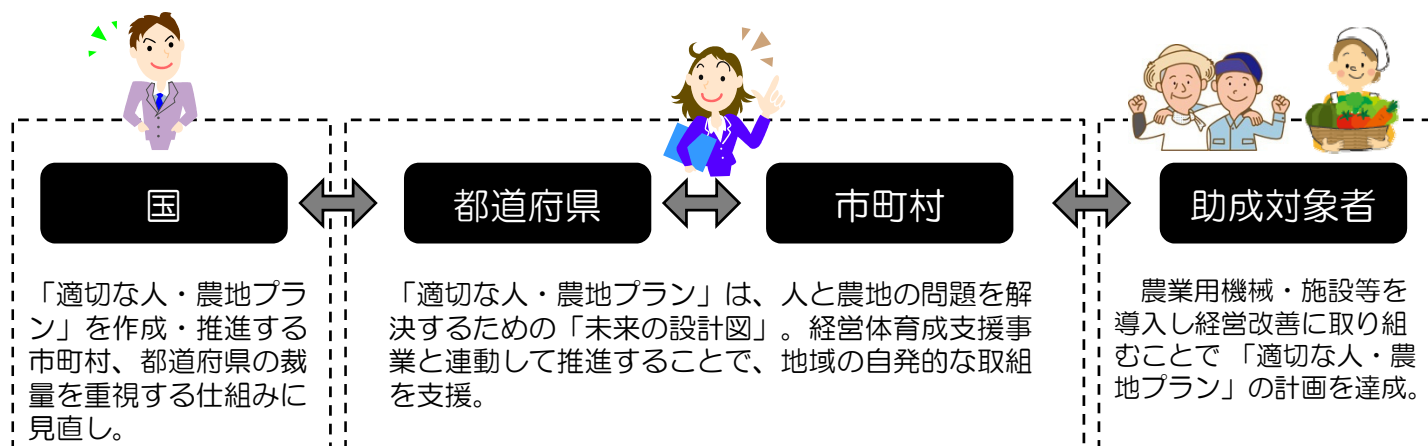 国
都道府県
市町村
助成対象者
「適切な人・農地プラ
ン」を作成・推進する
市町村、都道府県の裁
量を重視する仕組みに
見直し。
「適切な人・農地プラン」は、人と農地の問題を解
決するための「未来の設計図」。経営体育成支援事
業と連動して推進することで、地域の自発的な取組
を支援。
農業用機械・施設等を
導入し経営改善に取り組
むことで 「適切な人・農
地プラン」の計画を達成。